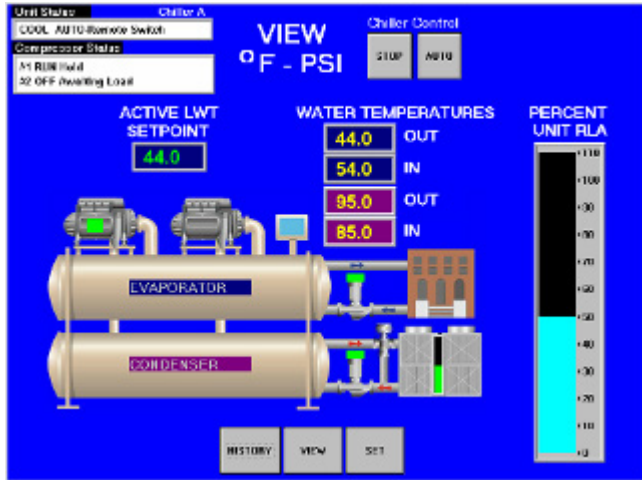 Unit Status Chiller A
COOL AUTO-Remote Switch
Compressor Status
#1 RUN Hold
#2 OFF Awaiting Load
VIEW
°F - PSI
Chiller Control
STOP
AUTO
ACTIVE LWT
SETPOINT
44.0
WATER TEMPERATURES
44.0 OUT
54.0 IN
95.0 OUT
85.0 IN
PERCENT
UNIT RLA
110
100
90
80
70
60
50
40
30
20
10
0
EVAPORATOR
CONDENSER
HISTORY
VIEW
SET